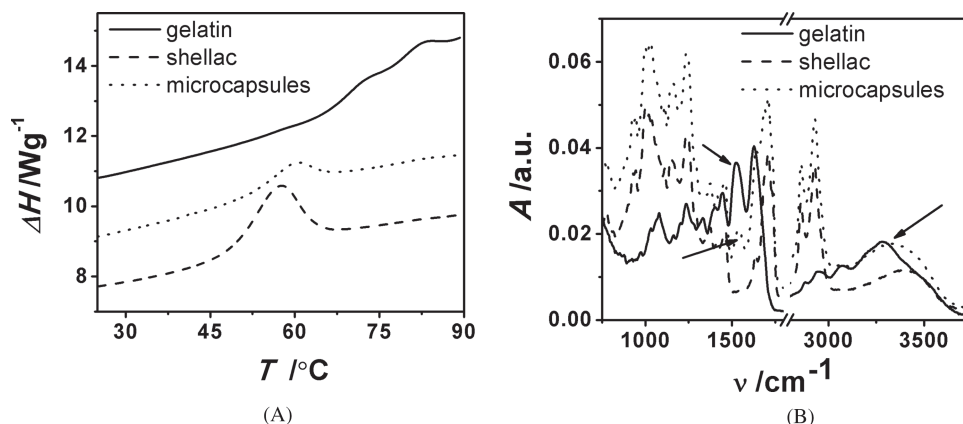 A
gelatin
shellac
microcapsules
ΔH /Wg⁻¹
14
12
10
8
30 45 60 75 90
T /°C
(A)
B
gelatin
shellac
microcapsules
A /a.u.
0.06
0.04
0.02
0.00
1000 1500 3000 3500
ν /cm⁻¹
(B)